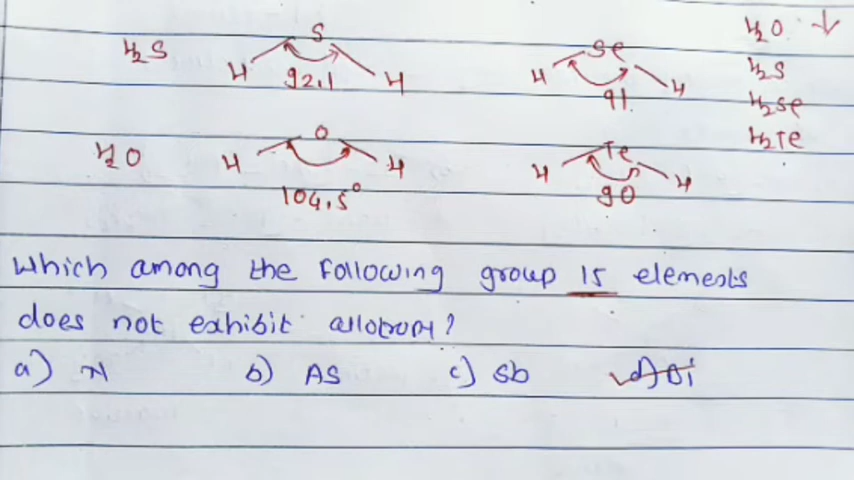 H₂S S H H 92.1 Se H H 91 H₂O ↓
H₂S
H₂Se
H₂O O H H 104.5° Te H H 90 H₂Te
Which among the following group 15 elements
does not exhibit allotropy?
a) N b) AS c) Sb d) Bi